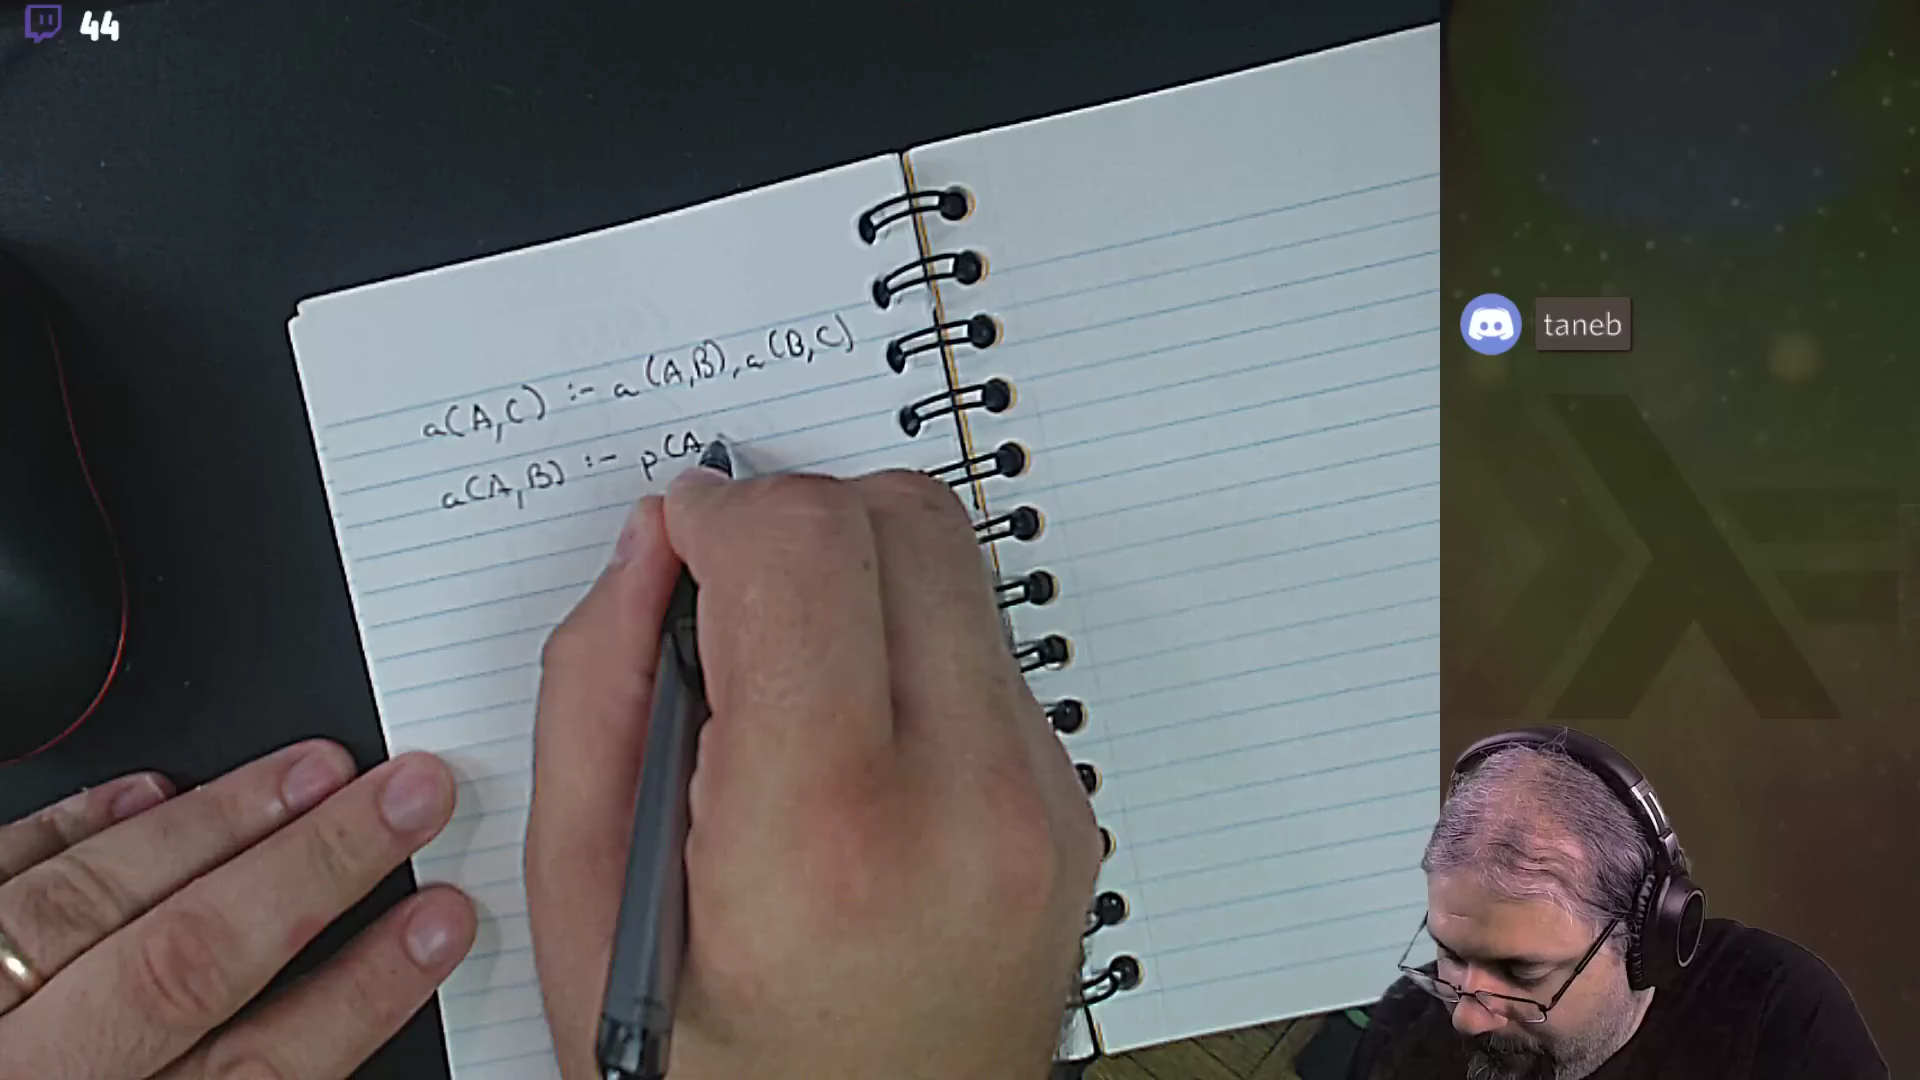 44
a(A,C) :- a(A,B), a(B,C)
a(A,B) :- p(A
taneb